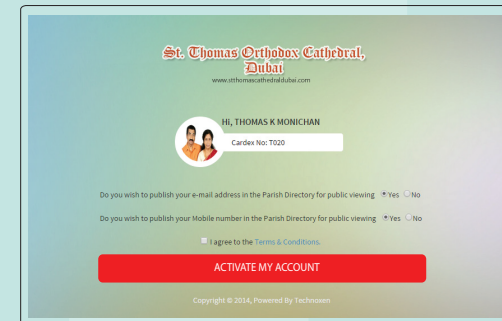 St. Thomas Orthodox Cathedral,
Dubai
www.stthomascathedraldubai.com
Hi, THOMAS K MONICHAN
Cardex No: T020
Do you wish to publish your e-mail address in the Parish Directory for public viewing Yes No
Do you wish to publish your Mobile number in the Parish Directory for public viewing Yes No
I agree to the Terms & Conditions.
ACTIVATE MY ACCOUNT
Copyright © 2014, Powered By Technoxen